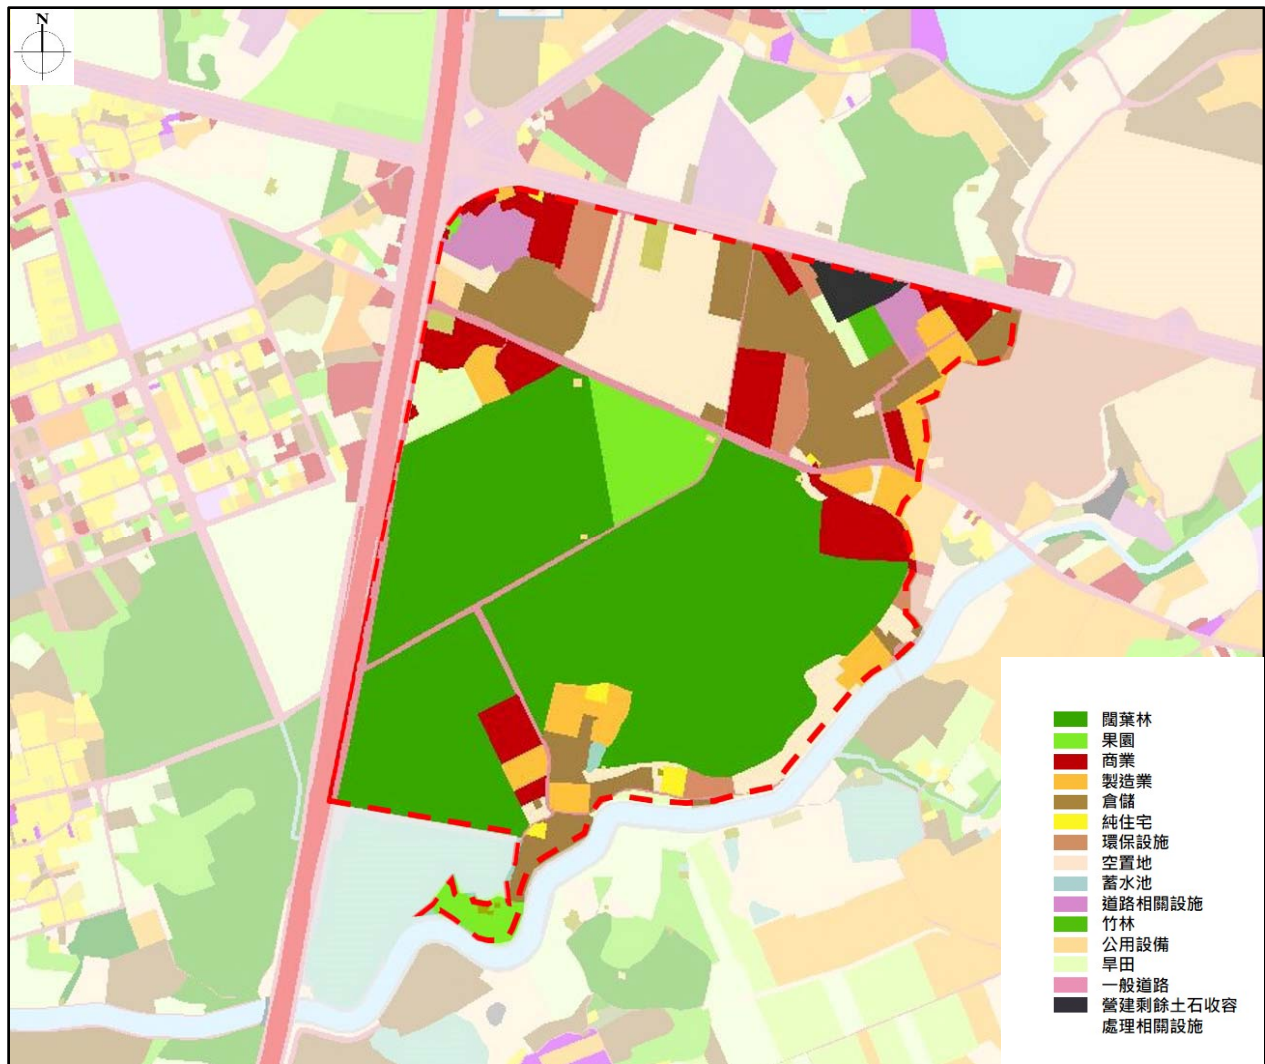 N
闊葉林
果園
商業
製造業
倉儲
純住宅
環保設施
空置地
蓄水池
道路相關設施
竹林
公用設備
旱田
一般道路
營建剩餘土石收容
處理相關設施